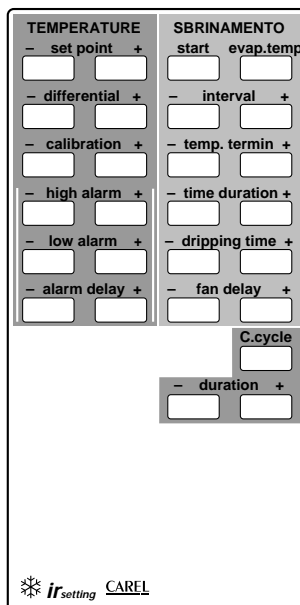 TEMPERATURE
– set point +
– differential +
– calibration +
– high alarm +
– low alarm +
– alarm delay +
SBRINAMENTO
start evap.temp
– interval +
– temp. termin +
– time duration +
– dripping time +
– fan delay +
C.cycle
– duration +
ir setting CAREL